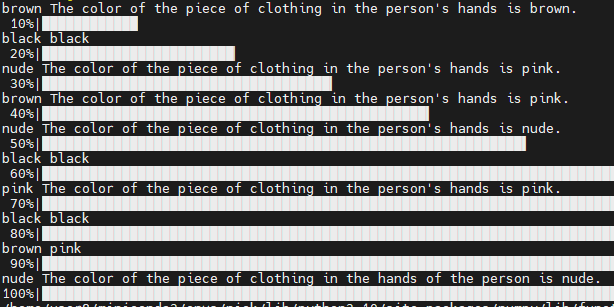 brown The color of the piece of clothing in the person's hands is brown.
10%|
black black
20%|
nude The color of the piece of clothing in the person's hands is pink.
30%|
brown The color of the piece of clothing in the person's hands is pink.
40%|
nude The color of the piece of clothing in the person's hands is nude.
50%|
black black
60%|
pink The color of the piece of clothing in the person's hands is pink.
70%|
black black
80%|
brown pink
90%|
nude The color of the piece of clothing in the hands of the person is nude.
100%|